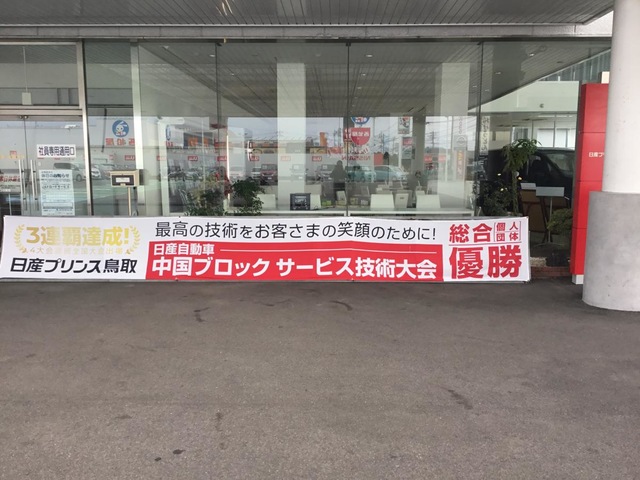 社員専用通用口
3連覇達成!
日産プリンス鳥取
最高の技術をお客さまの笑顔のために!
日産自動車
中国ブロック サービス技術大会
総合 個人 団体
優勝
日産プ